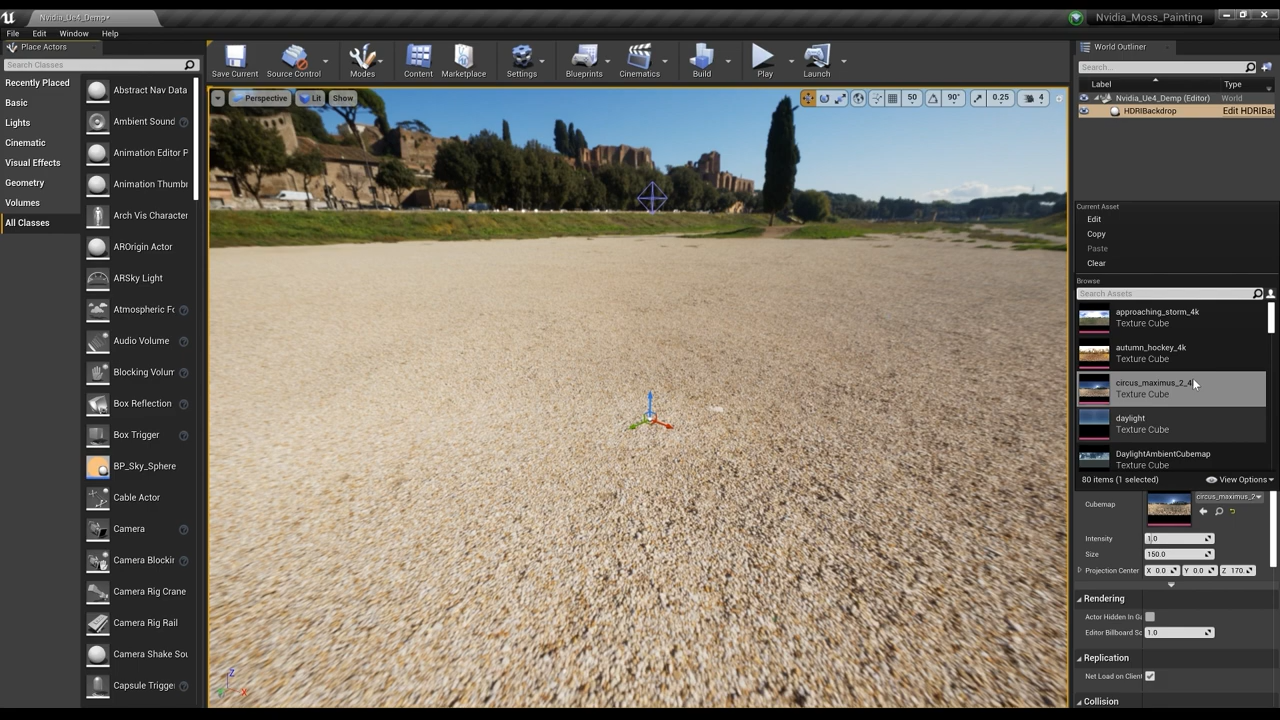 Nvidia_Ue4_Demp*
Nvidia_Moss_Painting
File Edit Window Help
Place Actors
Search Classes
Recently Placed
Basic
Lights
Cinematic
Visual Effects
Geometry
Volumes
All Classes
Abstract Nav Data
Ambient Sound
Animation Editor P
Animation Thumb
Arch Vis Character
AROrigin Actor
ARSky Light
Atmospheric Fo
Audio Volume
Blocking Volum
Box Reflection
Box Trigger
BP_Sky_Sphere
Cable Actor
Camera
Camera Blockin
Camera Rig Crane
Camera Rig Rail
Camera Shake Sou
Capsule Trigger
Save Current
Source Control
Modes
Content
Marketplace
Settings
Blueprints
Cinematics
Build
Play
Launch
Perspective
Lit
Show
50
90°
0.25
4
Z
X
World Outliner
Search...
Label Type
Nvidia_Ue4_Demp (Editor) World
HDRIBackdrop Edit HDRIBac
Current Asset
Edit
Copy
Paste
Clear
Browse
Search Assets
approaching_storm_4k
Texture Cube
autumn_hockey_4k
Texture Cube
circus_maximus_2_4
Texture Cube
daylight
Texture Cube
DaylightAmbientCubemap
Texture Cube
80 items (1 selected) View Options
Cubemap circus_maximus_2
Intensity 1.0
Size 150.0
Projection Center X 0.0 Y 0.0 Z 170.
Rendering
Actor Hidden In Ga
Editor Billboard Sc 1.0
Replication
Net Load on Client
Collision